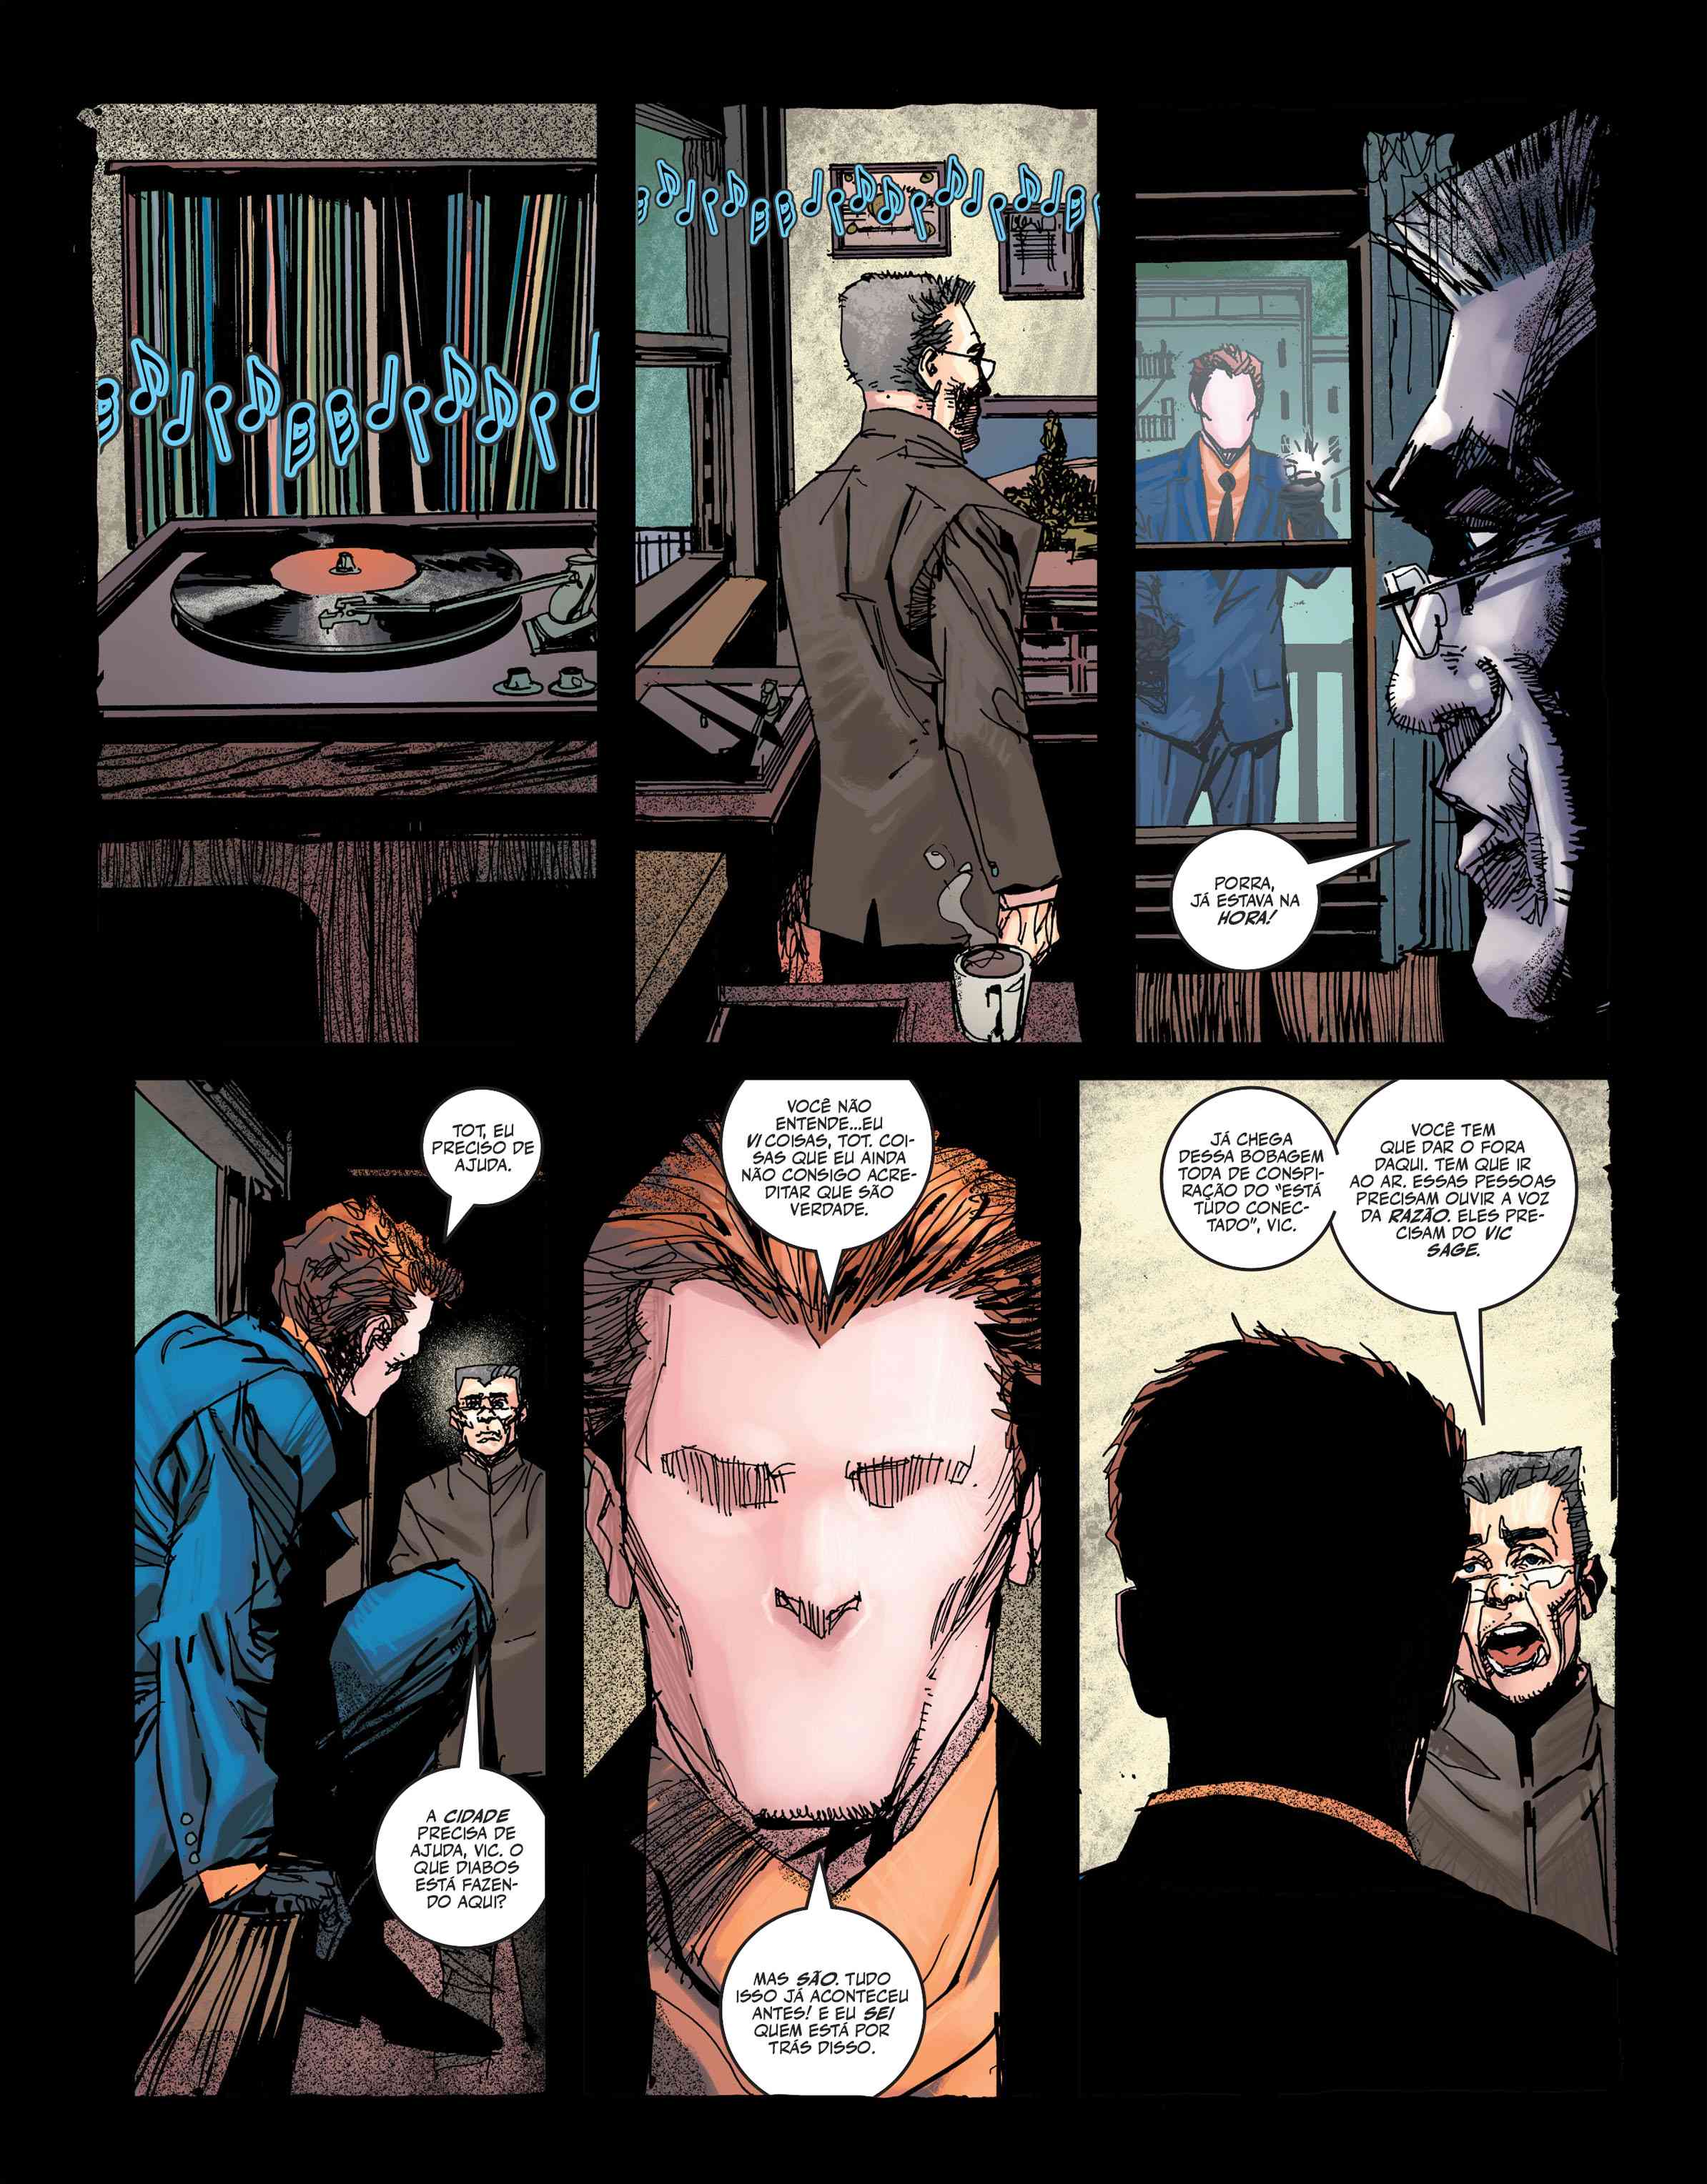 PORRA,
JÁ ESTAVA NA
HORA!
TOT, EU
PRECISO DE
AJUDA.
A CIDADE
PRECISA DE
AJUDA, VIC. O
QUE DIABOS
ESTÁ FAZEN-
DO AQUI?
VOCÊ NÃO
ENTENDE...EU
VI COISAS, TOT. COI-
SAS QUE EU AINDA
NÃO CONSIGO ACRE-
DITAR QUE SÃO
VERDADE.
MAS SÃO. TUDO
ISSO JÁ ACONTECEU
ANTES! E EU SEI
QUEM ESTÁ POR
TRÁS DISSO.
JÁ CHEGA
DESSA BOBAGEM
TODA DE CONSPI-
RAÇÃO DO "ESTÁ
TUDO CONEC-
TADO", VIC.
VOCÊ TEM
QUE DAR O FORA
DAQUI. TEM QUE IR
AO AR. ESSAS PESSOAS
PRECISAM OUVIR A VOZ
DA RAZÃO. ELES PRE-
CISAM DO VIC
SAGE.